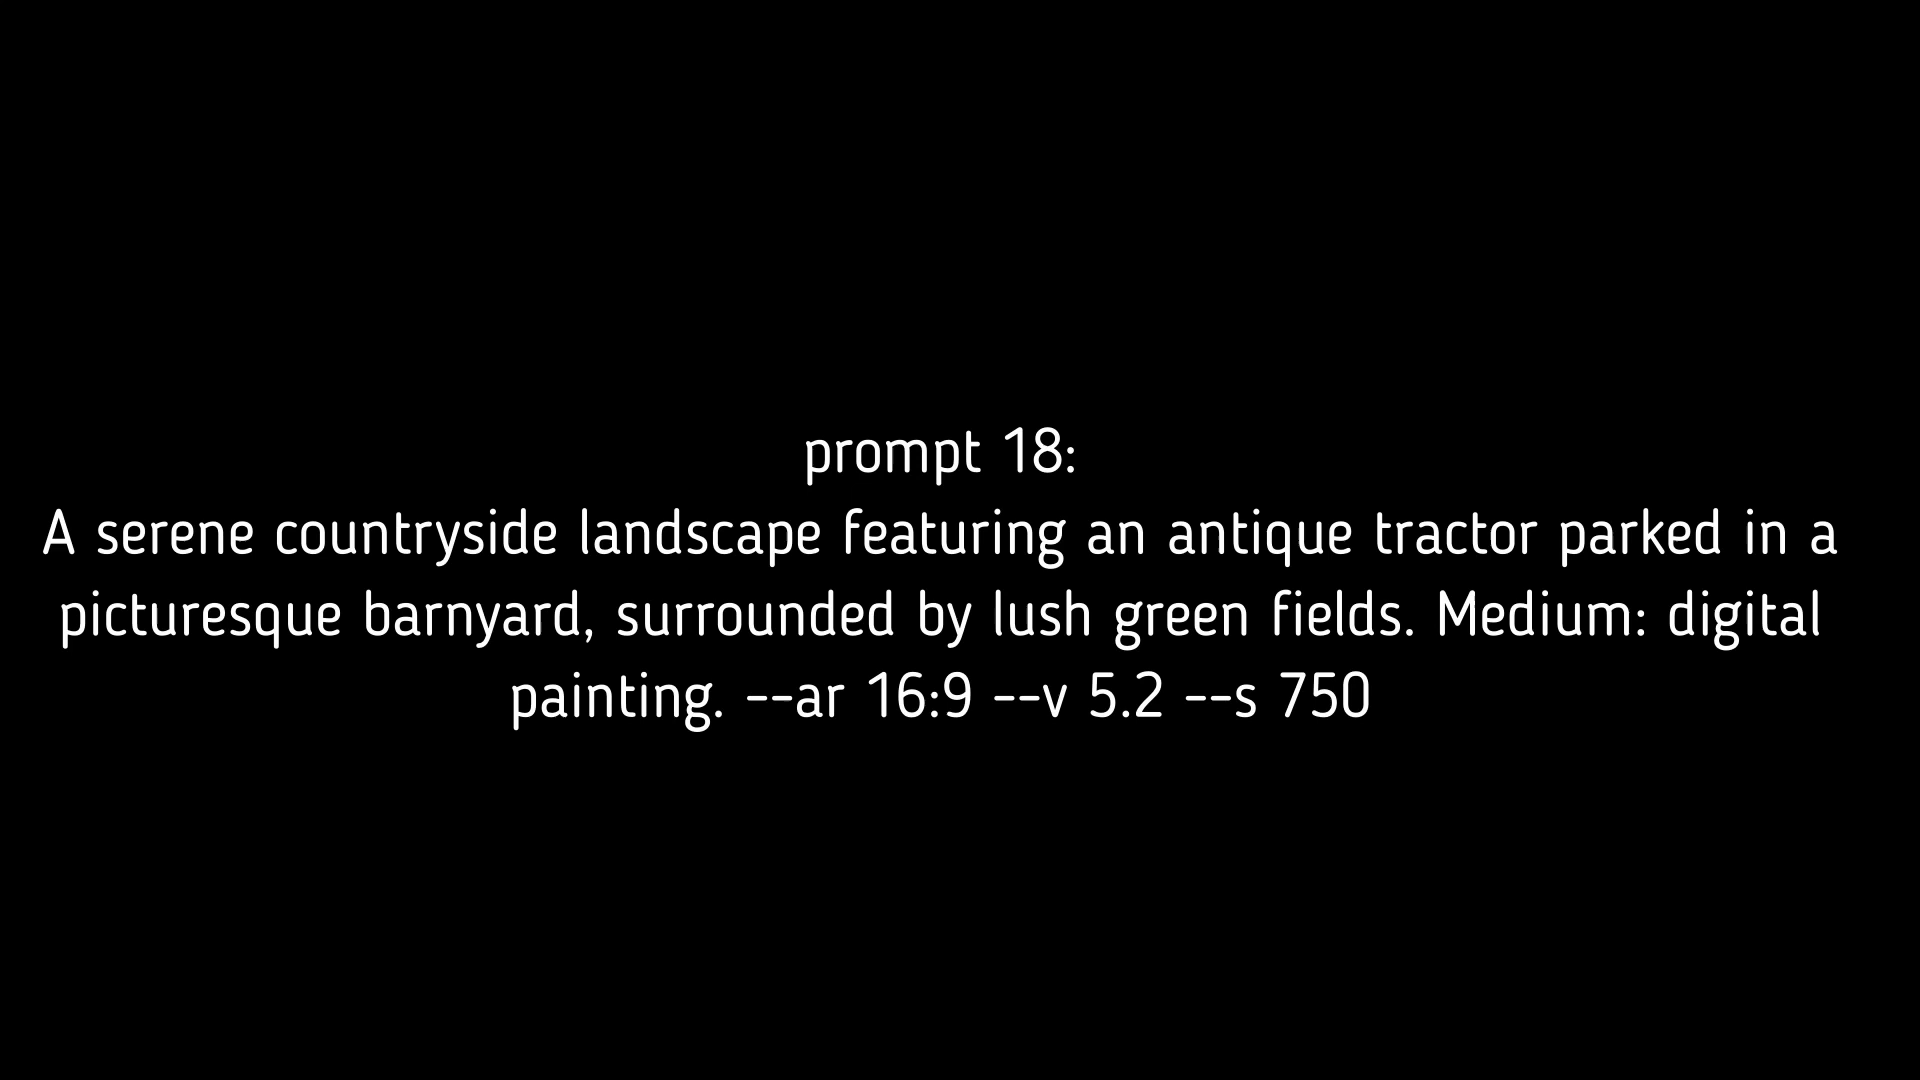 prompt 18:
A serene countryside landscape featuring an antique tractor parked in a
picturesque barnyard, surrounded by lush green fields. Medium: digital
painting. --ar 16:9 --v 5.2 --s 750